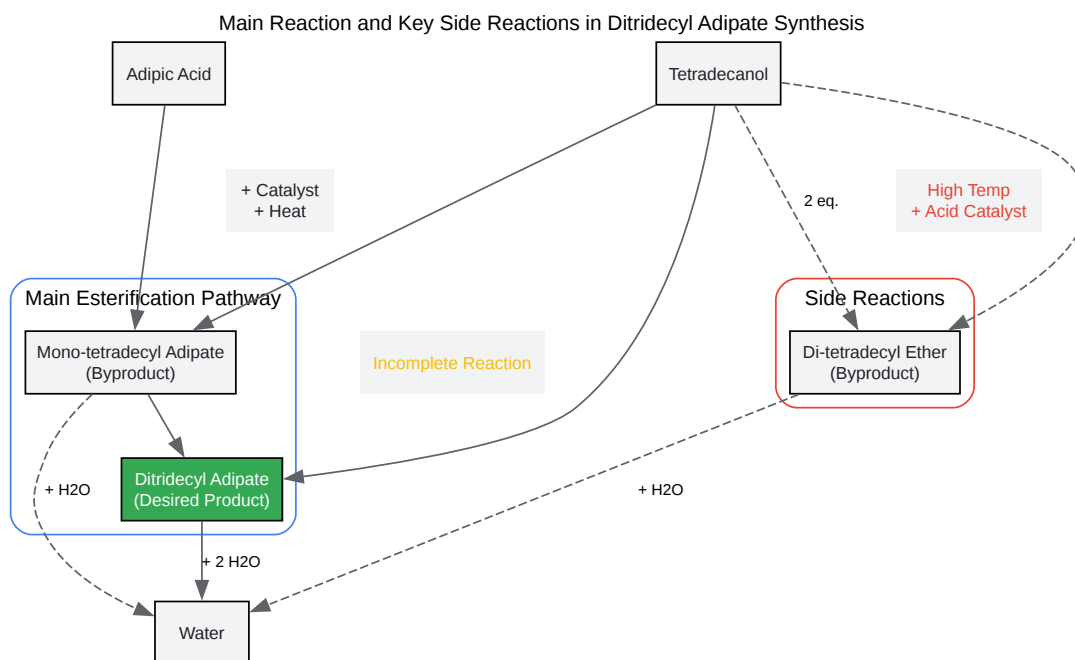 Main Reaction and Key Side Reactions in Ditridecyl Adipate Synthesis
Adipic Acid
Tetradecanol
+ Catalyst
+ Heat
2 eq.
High Temp
+ Acid Catalyst
Main Esterification Pathway
Side Reactions
Mono-tetradecyl Adipate
(Byproduct)
Incomplete Reaction
Di-tetradecyl Ether
(Byproduct)
Ditridecyl Adipate
(Desired Product)
+ H2O
+ H2O
+ 2 H2O
Water